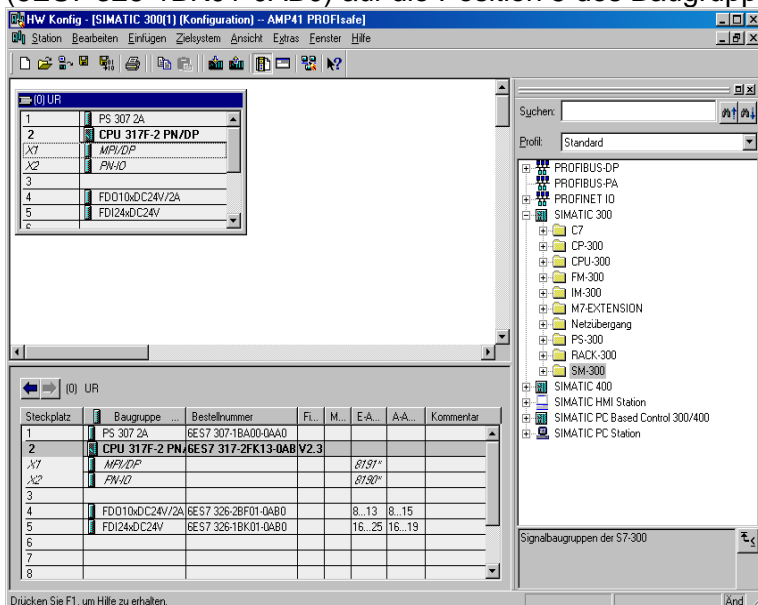 HW Konfig - [SIMATIC 300(1) (Konfiguration) -- AMP41 PROFIsafe]
Station Bearbeiten Einfügen Zielsystem Ansicht Extras Fenster Hilfe
(0) UR
1 PS 307 2A
2 CPU 317F-2 PN/DP
X1 MPI/DP
X2 PN-IO
3
4 FDO10xDC24V/2A
5 FDI24xDC24V
6
Suchen:
Profil: Standard
PROFIBUS-DP
PROFIBUS-PA
PROFINET IO
SIMATIC 300
C7
CP-300
CPU-300
FM-300
IM-300
M7-EXTENSION
Netzübergang
PS-300
RACK-300
SM-300
SIMATIC 400
SIMATIC HMI Station
SIMATIC PC Based Control 300/400
SIMATIC PC Station
(0) UR
Steckplatz Baugruppe ... Bestellnummer Fi... M... E-A... A-A... Kommentar
1 PS 307 2A 6ES7 307-1BA00-0AA0
2 CPU 317F-2 PN/ 6ES7 317-2FK13-0AB V2.3
X1 MPI/DP 8191*
X2 PN-IO 8190*
3
4 FDO10xDC24V/2A 6ES7 326-2BF01-0AB0 8...13 8...15
5 FDI24xDC24V 6ES7 326-1BK01-0AB0 16...25 16...19
6
7
8
Signalbaugruppen der S7-300
Drücken Sie F1, um Hilfe zu erhalten.
Änd